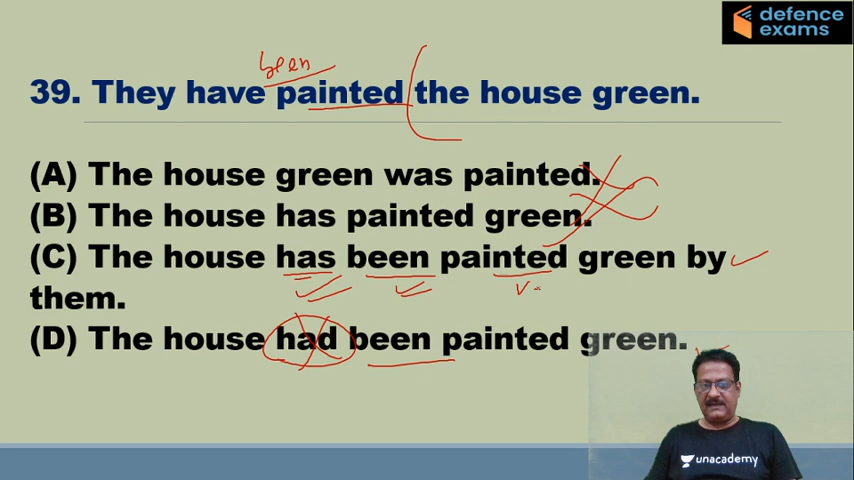 defence
exams
been
39. They have painted the house green.
(A) The house green was painted.
(B) The house has painted green.
(C) The house has been painted green by
them.
(D) The house had been painted green.
unacademy